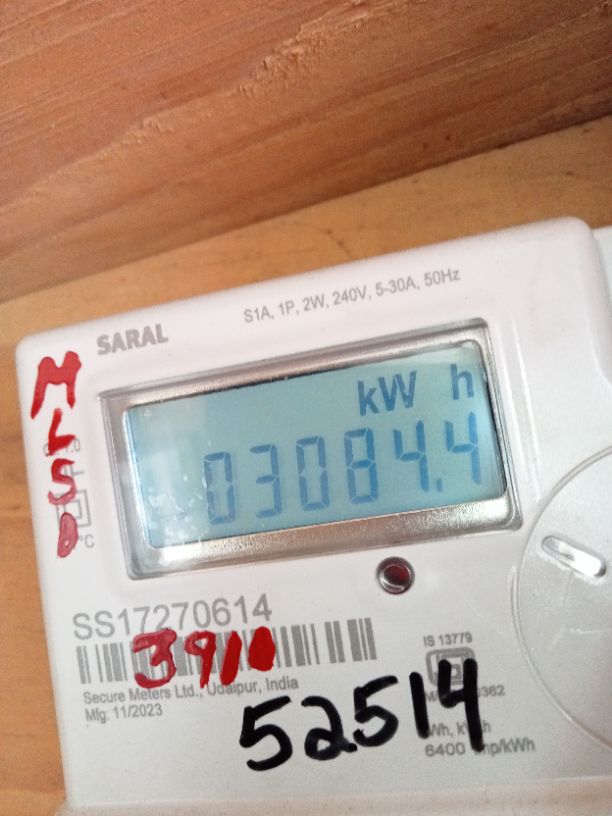 SARAL
S1A, 1P, 2W, 240V, 5-30A, 50Hz
MLSD
kW h
03084.4
°C
SS17270614
3910
IS 13779
Secure Meters Ltd., Udaipur, India
Mfg: 11/2023
52514
6400 imp/kWh